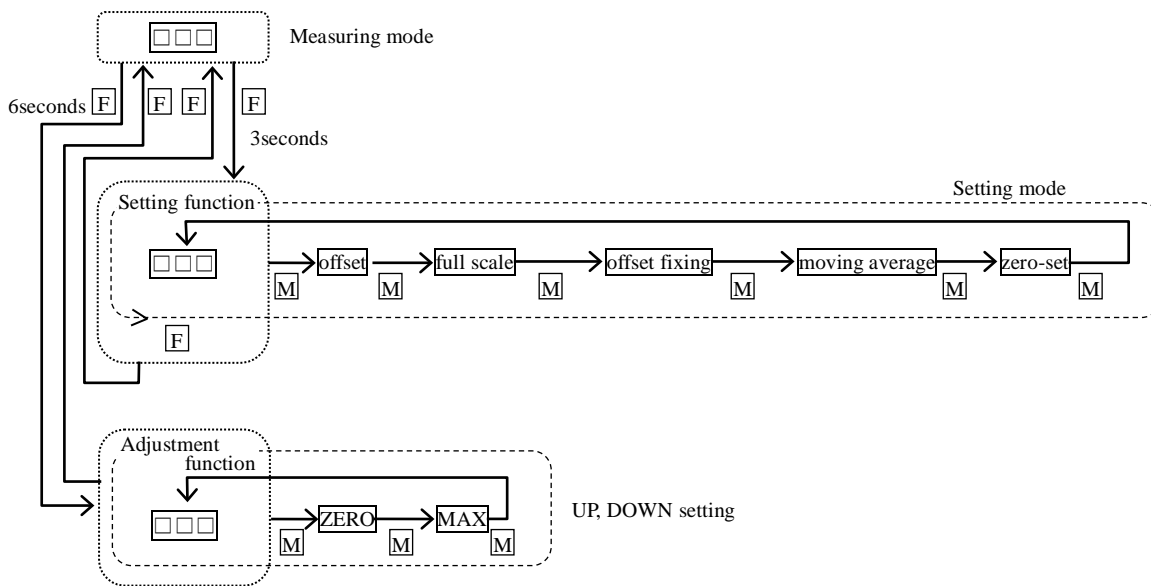 □□□
Measuring mode
6seconds F F F F
3seconds
Setting function
Setting mode
□□□
offset
full scale
offset fixing
moving average
zero-set
M M M M M M
F
Adjustment
function
□□□
ZERO
MAX
M M M
UP, DOWN setting